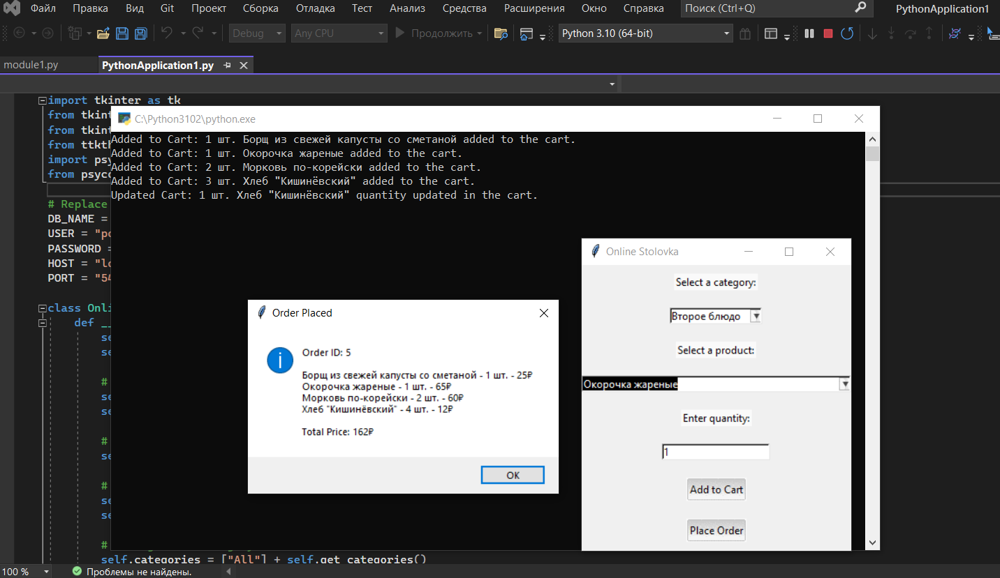 Файл Правка Вид Git Проект Сборка Отладка Тест Анализ Средства Расширения Окно Справка Поиск (Ctrl+Q) PythonApplication1
Debug Any CPU Продолжить Python 3.10 (64-bit)
module1.py PythonApplication1.py
import tkinter as tk
from tkint
from tkint
from ttkth
import psy
from psyco
# Replace
DB_NAME =
USER = "po
PASSWORD =
HOST = "lo
PORT = "54
class Onli
def __
se
se
#
se
se
#
se
#
se
se
#
self.categories = ["All"] + self.get_categories()
100 % Проблемы не найдены.
C:\Python3102\python.exe
Added to Cart: 1 шт. Борщ из свежей капусты со сметаной added to the cart.
Added to Cart: 1 шт. Окорочка жареные added to the cart.
Added to Cart: 2 шт. Морковь по-корейски added to the cart.
Added to Cart: 3 шт. Хлеб "Кишинёвский" added to the cart.
Updated Cart: 1 шт. Хлеб "Кишинёвский" quantity updated in the cart.
Order Placed
Order ID: 5
Борщ из свежей капусты со сметаной - 1 шт. - 25₽
Окорочка жареные - 1 шт. - 65₽
Морковь по-корейски - 2 шт. - 60₽
Хлеб "Кишинёвский" - 4 шт. - 12₽
Total Price: 162₽
OK
Online Stolovka
Select a category:
Второе блюдо
Select a product:
Окорочка жареные
Enter quantity:
1
Add to Cart
Place Order